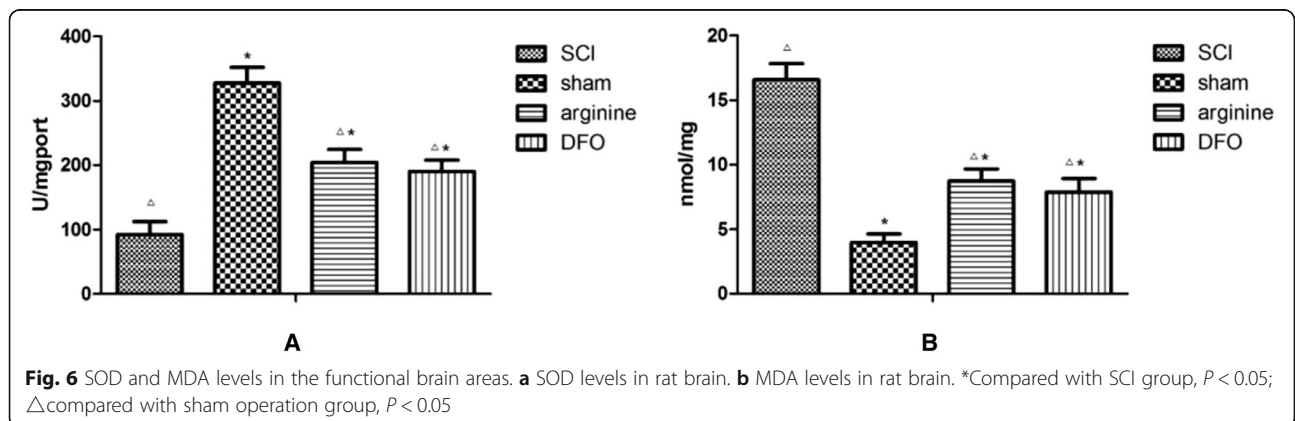 400
300
200
100
0
U/mgport
△
*
△ *
△ *
SCI
sham
arginine
DFO
A
20
15
10
5
0
nmol/mg
△
*
△ *
△ *
SCI
sham
arginine
DFO
B
Fig. 6 SOD and MDA levels in the functional brain areas. a SOD levels in rat brain. b MDA levels in rat brain. *Compared with SCI group, P < 0.05;
△compared with sham operation group, P < 0.05